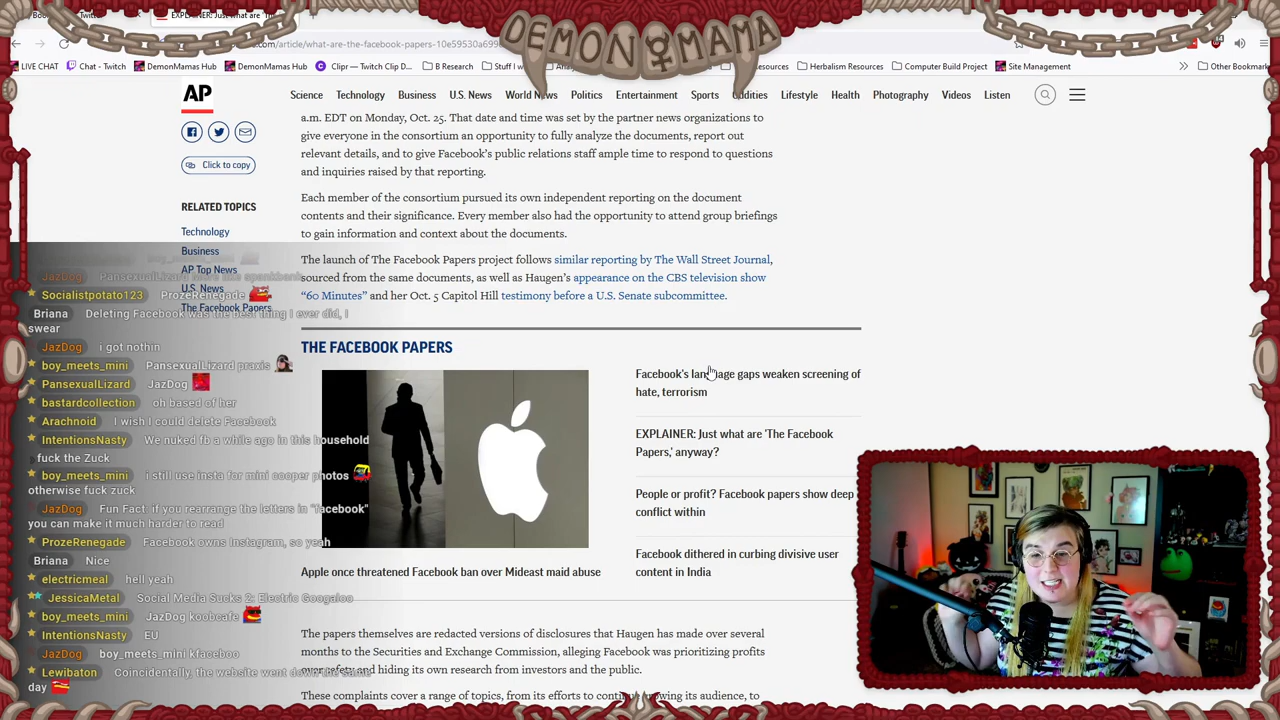 DEMON MAMA
EXPLAINER: Just what are
.com/article/what-are-the-facebook-papers-10e59530a699
LIVE CHAT
Chat - Twitch
DemonMamas Hub
DemonMamas Hub
Clipr — Twitch Clip D...
B Research
Stuff I
Herbalism Resources
Computer Build Project
Site Management
Other Bookmarks
AP
Science Technology Business U.S. News World News Politics Entertainment Sports Oddities Lifestyle Health Photography Videos Listen
Click to copy
RELATED TOPICS
Technology
Business
AP Top News
U.S. News
The Facebook Papers
a.m. EDT on Monday, Oct. 25. That date and time was set by the partner news organizations to
give everyone in the consortium an opportunity to fully analyze the documents, report out
relevant details, and to give Facebook's public relations staff ample time to respond to questions
and inquiries raised by that reporting.
Each member of the consortium pursued its own independent reporting on the document
contents and their significance. Every member also had the opportunity to attend group briefings
to gain information and context about the documents.
The launch of The Facebook Papers project follows similar reporting by The Wall Street Journal,
sourced from the same documents, as well as Haugen's appearance on the CBS television show
“60 Minutes” and her Oct. 5 Capitol Hill testimony before a U.S. Senate subcommittee.
THE FACEBOOK PAPERS
Apple once threatened Facebook ban over Mideast maid abuse
Facebook's language gaps weaken screening of
hate, terrorism
EXPLAINER: Just what are 'The Facebook
Papers,' anyway?
People or profit? Facebook papers show deep
conflict within
Facebook dithered in curbing divisive user
content in India
The papers themselves are redacted versions of disclosures that Haugen has made over several
months to the Securities and Exchange Commission, alleging Facebook was prioritizing profits
over safety and hiding its own research from investors and the public.
These complaints cover a range of topics, from its efforts to continue growing its audience, to
JazDog PansexualLizard
Socialistpotato123 ProzeRenegade
Briana Deleting Facebook was the best thing I ever did, I
swear
JazDog i got nothin
boy_meets_mini PansexualLizard praxis
PansexualLizard JazDog
bastardcollection oh based of her
Arachnoid I wish I could delete Facebook
IntentionsNasty We nuked fb a while ago in this household
fuck the Zuck
boy_meets_mini i still use insta for mini cooper photos
otherwise fuck zuck
JazDog Fun Fact: if you rearrange the letters in "facebook"
you can make it much harder to read
ProzeRenegade Facebook owns Instagram, so yeah
Briana Nice
electricmeal hell yeah
JessicaMetal Social Media Sucks 2: Electric Googaloo
boy_meets_mini JazDog koobcafe
IntentionsNasty EU
JazDog boy_meets_mini kfaceboo
Lewibaton Coincidentally, the website went down the same
day